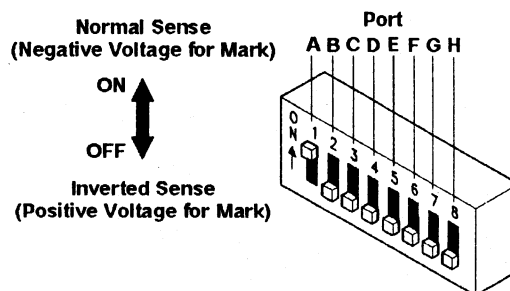 Normal Sense
(Negative Voltage for Mark)
ON
OFF
Inverted Sense
(Positive Voltage for Mark)
Port
A B C D E F G H
ON
1 2 3 4 5 6 7 8